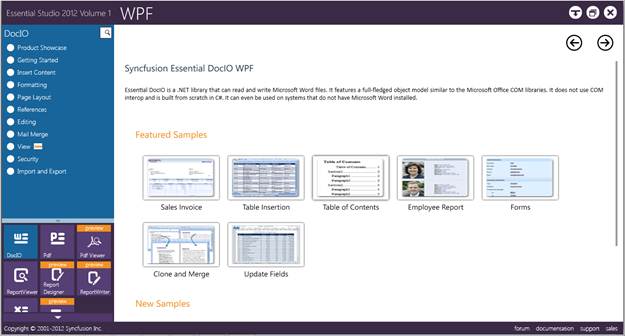 Essential Studio 2012 Volume 1 WPF
DocIO
Product Showcase
Getting Started
Insert Content
Formatting
Page Layout
References
Editing
Mail Merge
View
Security
Import and Export
preview
DocIO
Pdf
Pdf Viewer
preview
preview
ReportViewer
Report Designer
ReportWriter
preview
Syncfusion Essential DocIO WPF
Essential DocIO is a .NET library that can read and write Microsoft Word files. It features a full-fledged object model similar to the Microsoft Office COM libraries. It does not use COM
interop and is built from scratch in C#. It can even be used on systems that do not have Microsoft Word installed.
Featured Samples
Table of Contents
Sales Invoice
Table Insertion
Table of Contents
Employee Report
Forms
Clone and Merge
Update Fields
New Samples
Copyright © 2001-2012 Syncfusion Inc.
forum documentation support sales